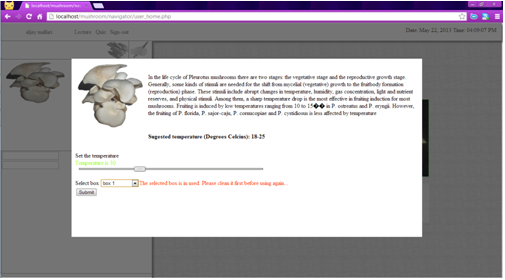 localhost/mushroom/navigator/u
localhost/mushroom/navigator/user_home.php
Date: May 22, 2013 Time: 04:09:07 PM
Lecture Quiz Sign-out
In the life cycle of Pleurotus mushrooms there are two stages: the vegetative stage and the reproductive growth stage.
Generally, some kinds of stimuli are needed for the shift from mycelial (vegetative) growth to the fruitbody formation
(reproduction) phase. These stimuli include abrupt changes in temperature, humidity, gas concentration, light and nutrient
reserves, and physical stimuli. Among them, a sharp temperature drop is the most effective in fruiting induction for most
mushrooms. Fruiting is induced by low temperatures ranging from 10 to 15�� in P. ostreatus and P. eryngii. However,
the fruiting of P. florida, P. sajor-caju, P. cornucopiae and P. cystidiosus is less affected by temperature
Sugested temperature (Degrees Celcius): 18-25
Set the temperature
Temperature is
Select box box 1 The selected box is in used. Please clean it first before using again...
Submit